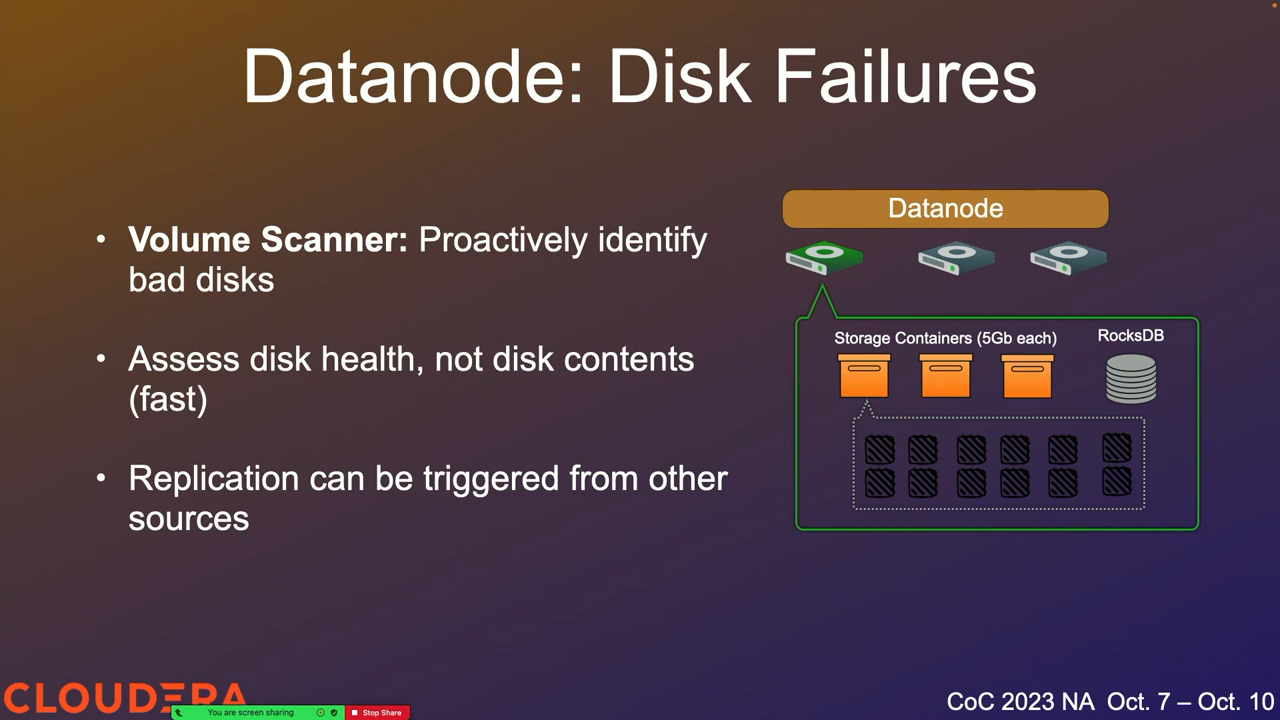 Datanode: Disk Failures
• Volume Scanner: Proactively identify
bad disks
• Assess disk health, not disk contents
(fast)
• Replication can be triggered from other
sources
Datanode
Storage Containers (5Gb each)
RocksDB
CLOUDERA
You are screen sharing
Stop Share
CoC 2023 NA Oct. 7 – Oct. 10